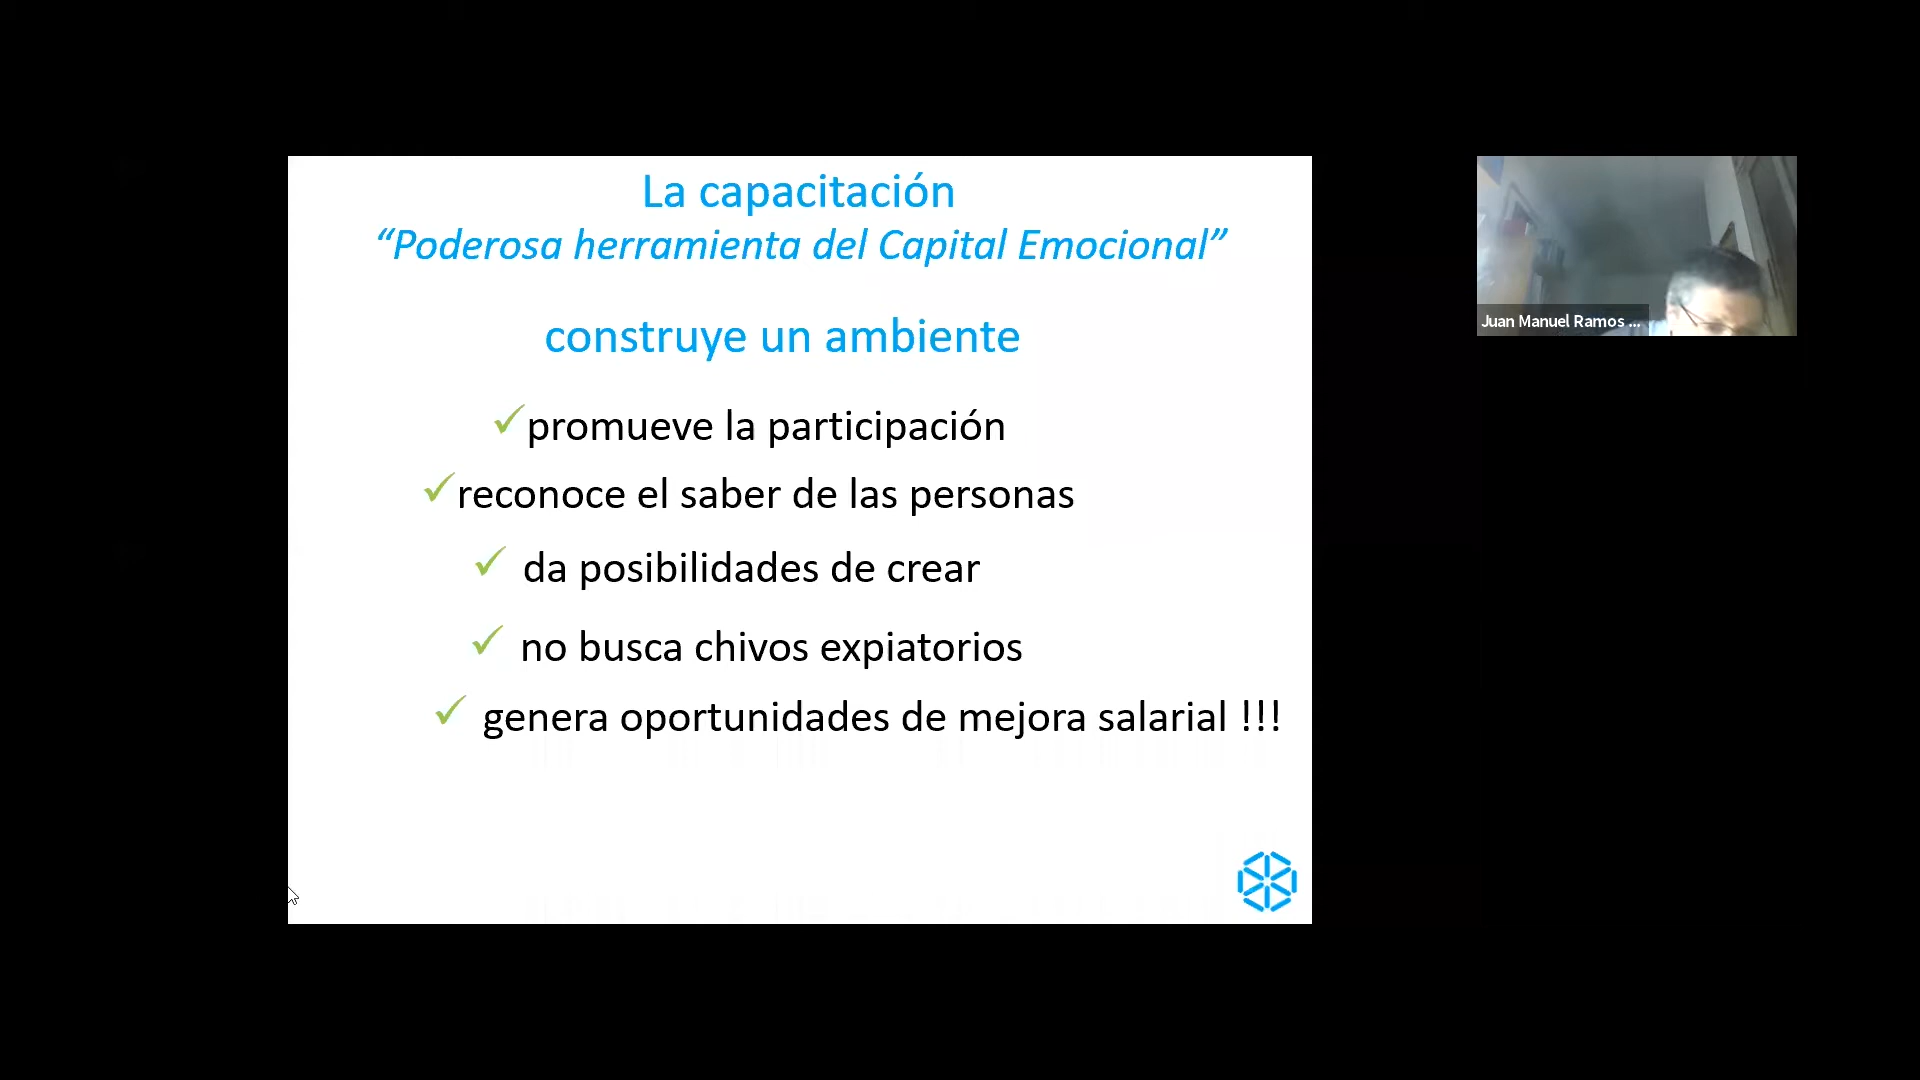 La capacitación
“Poderosa herramienta del Capital Emocional”
construye un ambiente
✓promueve la participación
✓reconoce el saber de las personas
✓ da posibilidades de crear
✓ no busca chivos expiatorios
✓ genera oportunidades de mejora salarial !!!
Juan Manuel Ramos ...